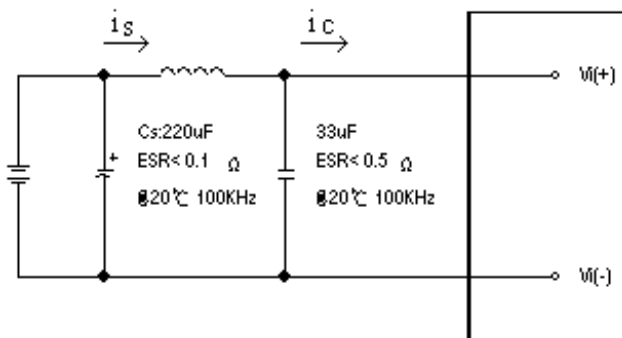 iS
iC
Vi(+)
Cs:220uF
ESR<0.1 Ω
@20℃ 100KHz
33uF
ESR<0.5 Ω
@20℃ 100KHz
+
Vi(-)